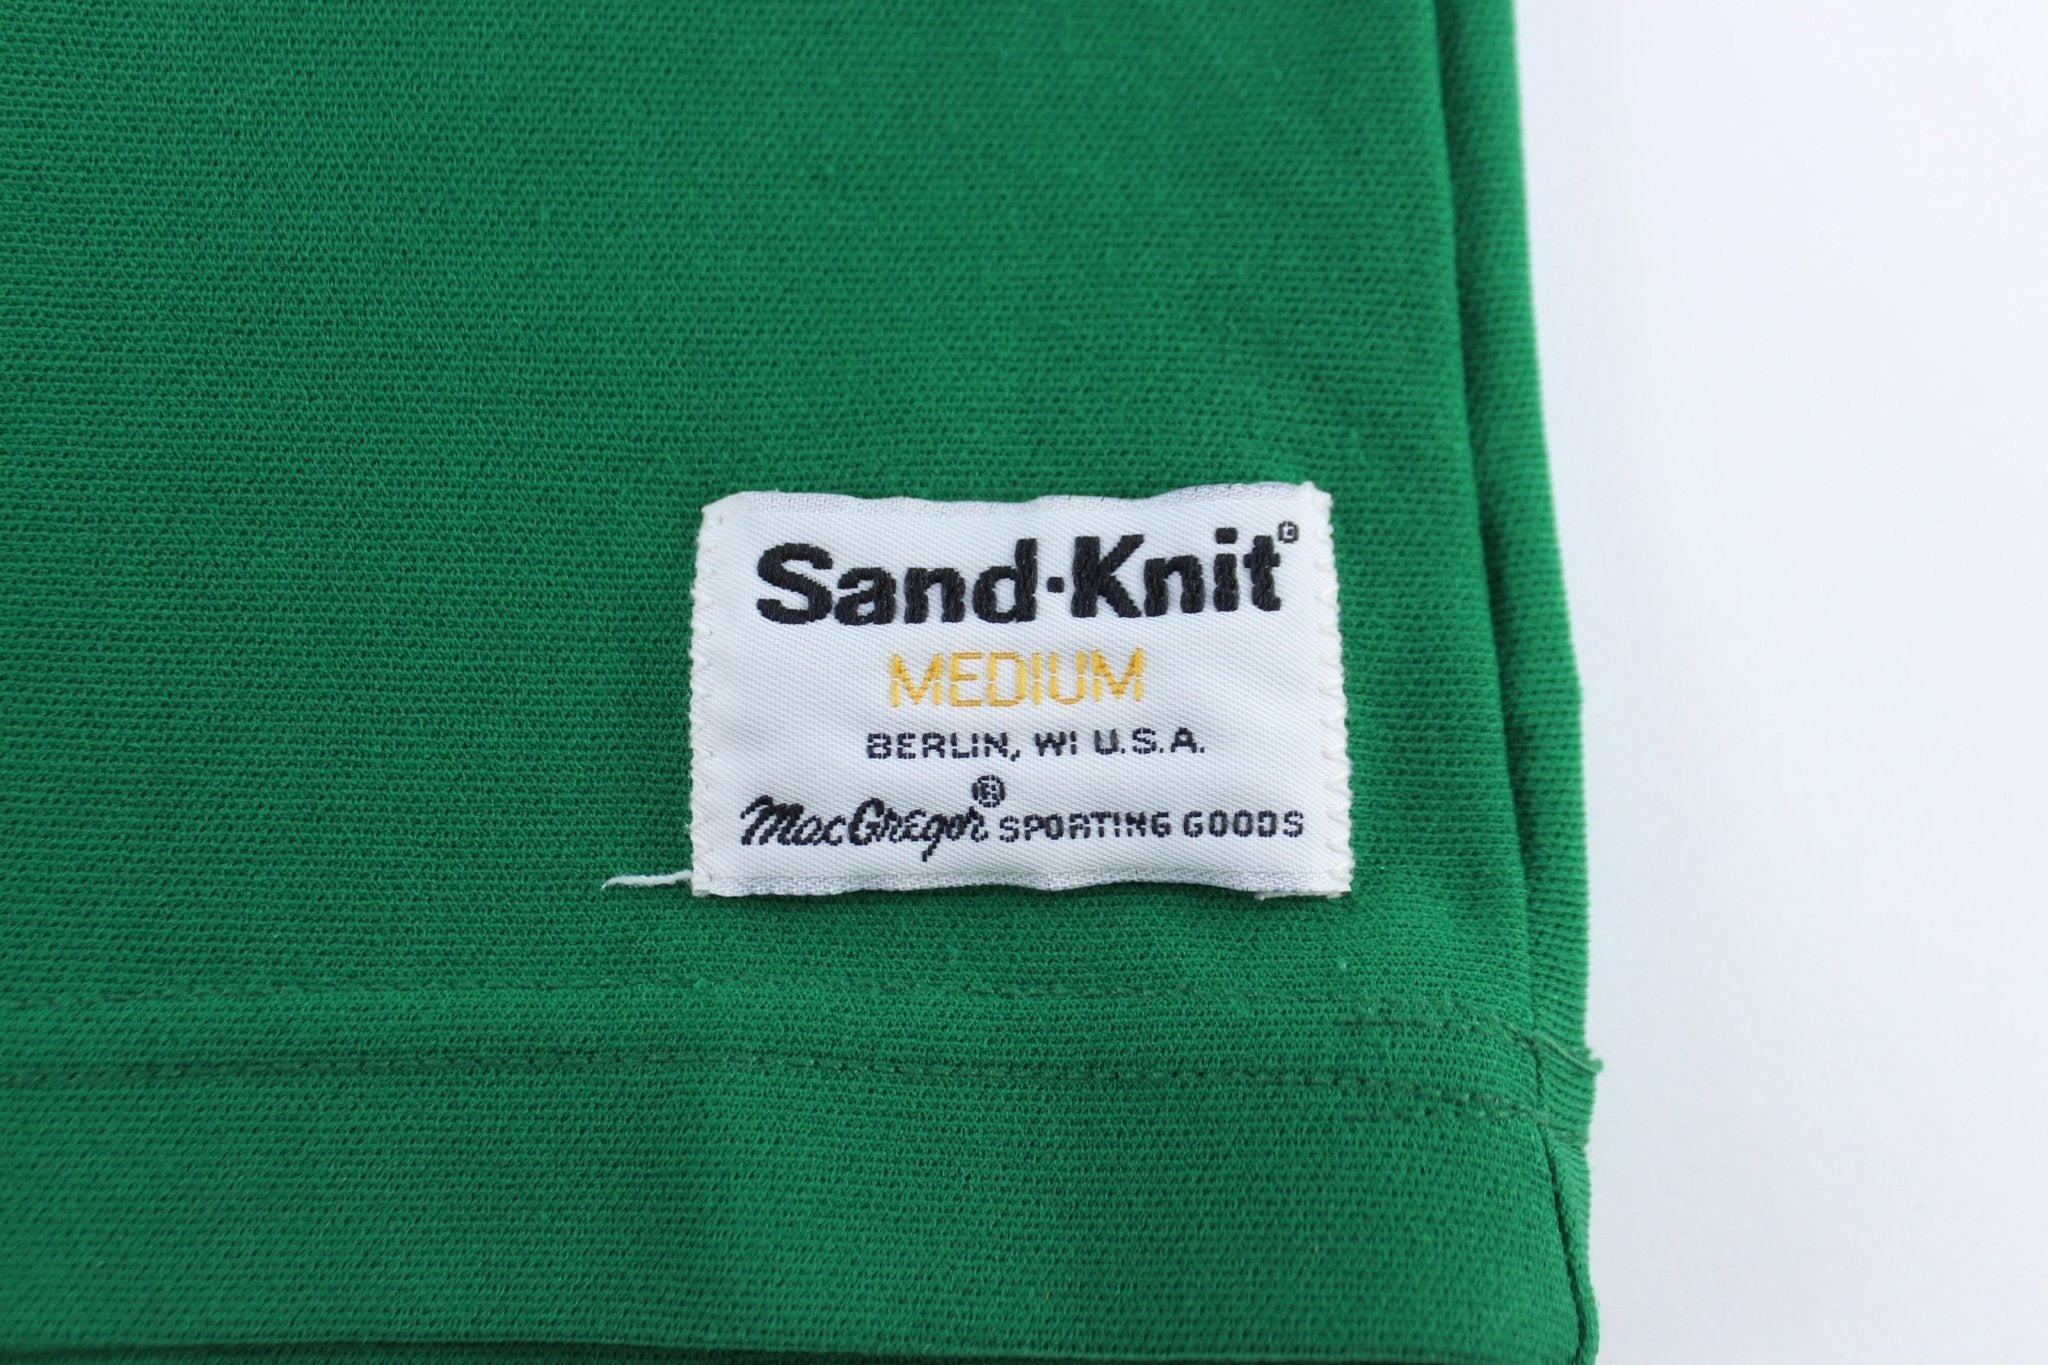 Sand·Knit®
MEDIUM
BERLIN, WI U.S.A.
MacGregor® SPORTING GOODS